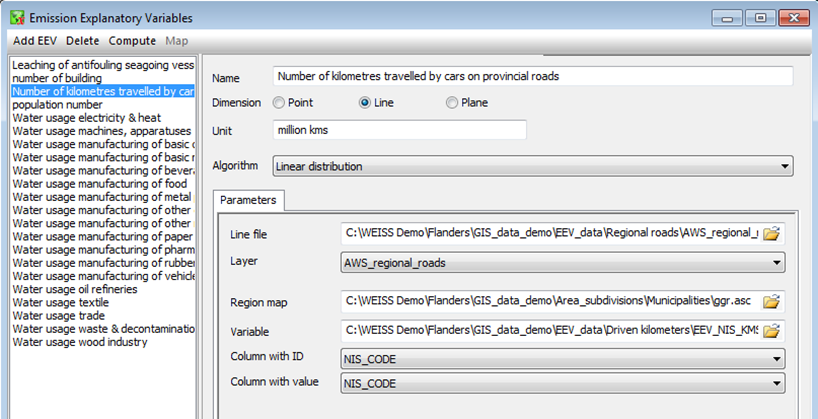 Emission Explanatory Variables
Add EEV Delete Compute Map
Leaching of antifouling seagoing vess
number of building
Number of kilometres travelled by car
population number
Water usage electricity & heat
Water usage machines, apparatuses
Water usage manufacturing of basic
Water usage manufacturing of basic
Water usage manufacturing of bever
Water usage manufacturing of food
Water usage manufacturing of metal
Water usage manufacturing of other
Water usage manufacturing of other
Water usage manufacturing of paper
Water usage manufacturing of pharm
Water usage manufacturing of rubber
Water usage manufacturing of vehicle
Water usage oil refineries
Water usage textile
Water usage trade
Water usage waste & decontaminatio
Water usage wood industry
Name Number of kilometres travelled by cars on provincial roads
Dimension Point Line Plane
Unit million kms
Algorithm Linear distribution
Parameters
Line file C:\WEISS Demo\Flanders\GIS_data_demo\EEV_data\Regional roads\AWS_regional_r
Layer AWS_regional_roads
Region map C:\WEISS Demo\Flanders\GIS_data_demo\Area_subdivisions\Municipalities\ggr.asc
Variable C:\WEISS Demo\Flanders\GIS_data_demo\EEV_data\Driven kilometers\EEV_NIS_KMS
Column with ID NIS_CODE
Column with value NIS_CODE